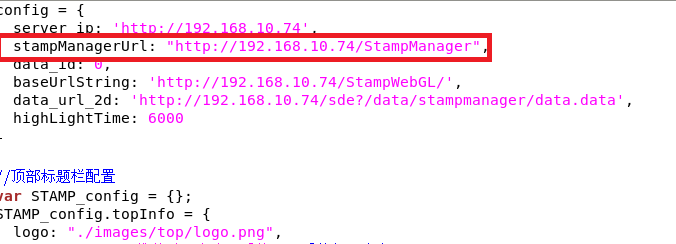 config = {
server_ip: 'http://192.168.10.74',
stampManagerUrl: "http://192.168.10.74/StampManager",
data_id: 0,
baseUrlString: 'http://192.168.10.74/StampWebGL/',
data_url_2d: 'http://192.168.10.74/sde?/data/stampmanager/data.data',
highLightTime: 6000
//顶部标题栏配置
var STAMP_config = {};
STAMP_config.topInfo = {
logo: "./images/top/logo.png",